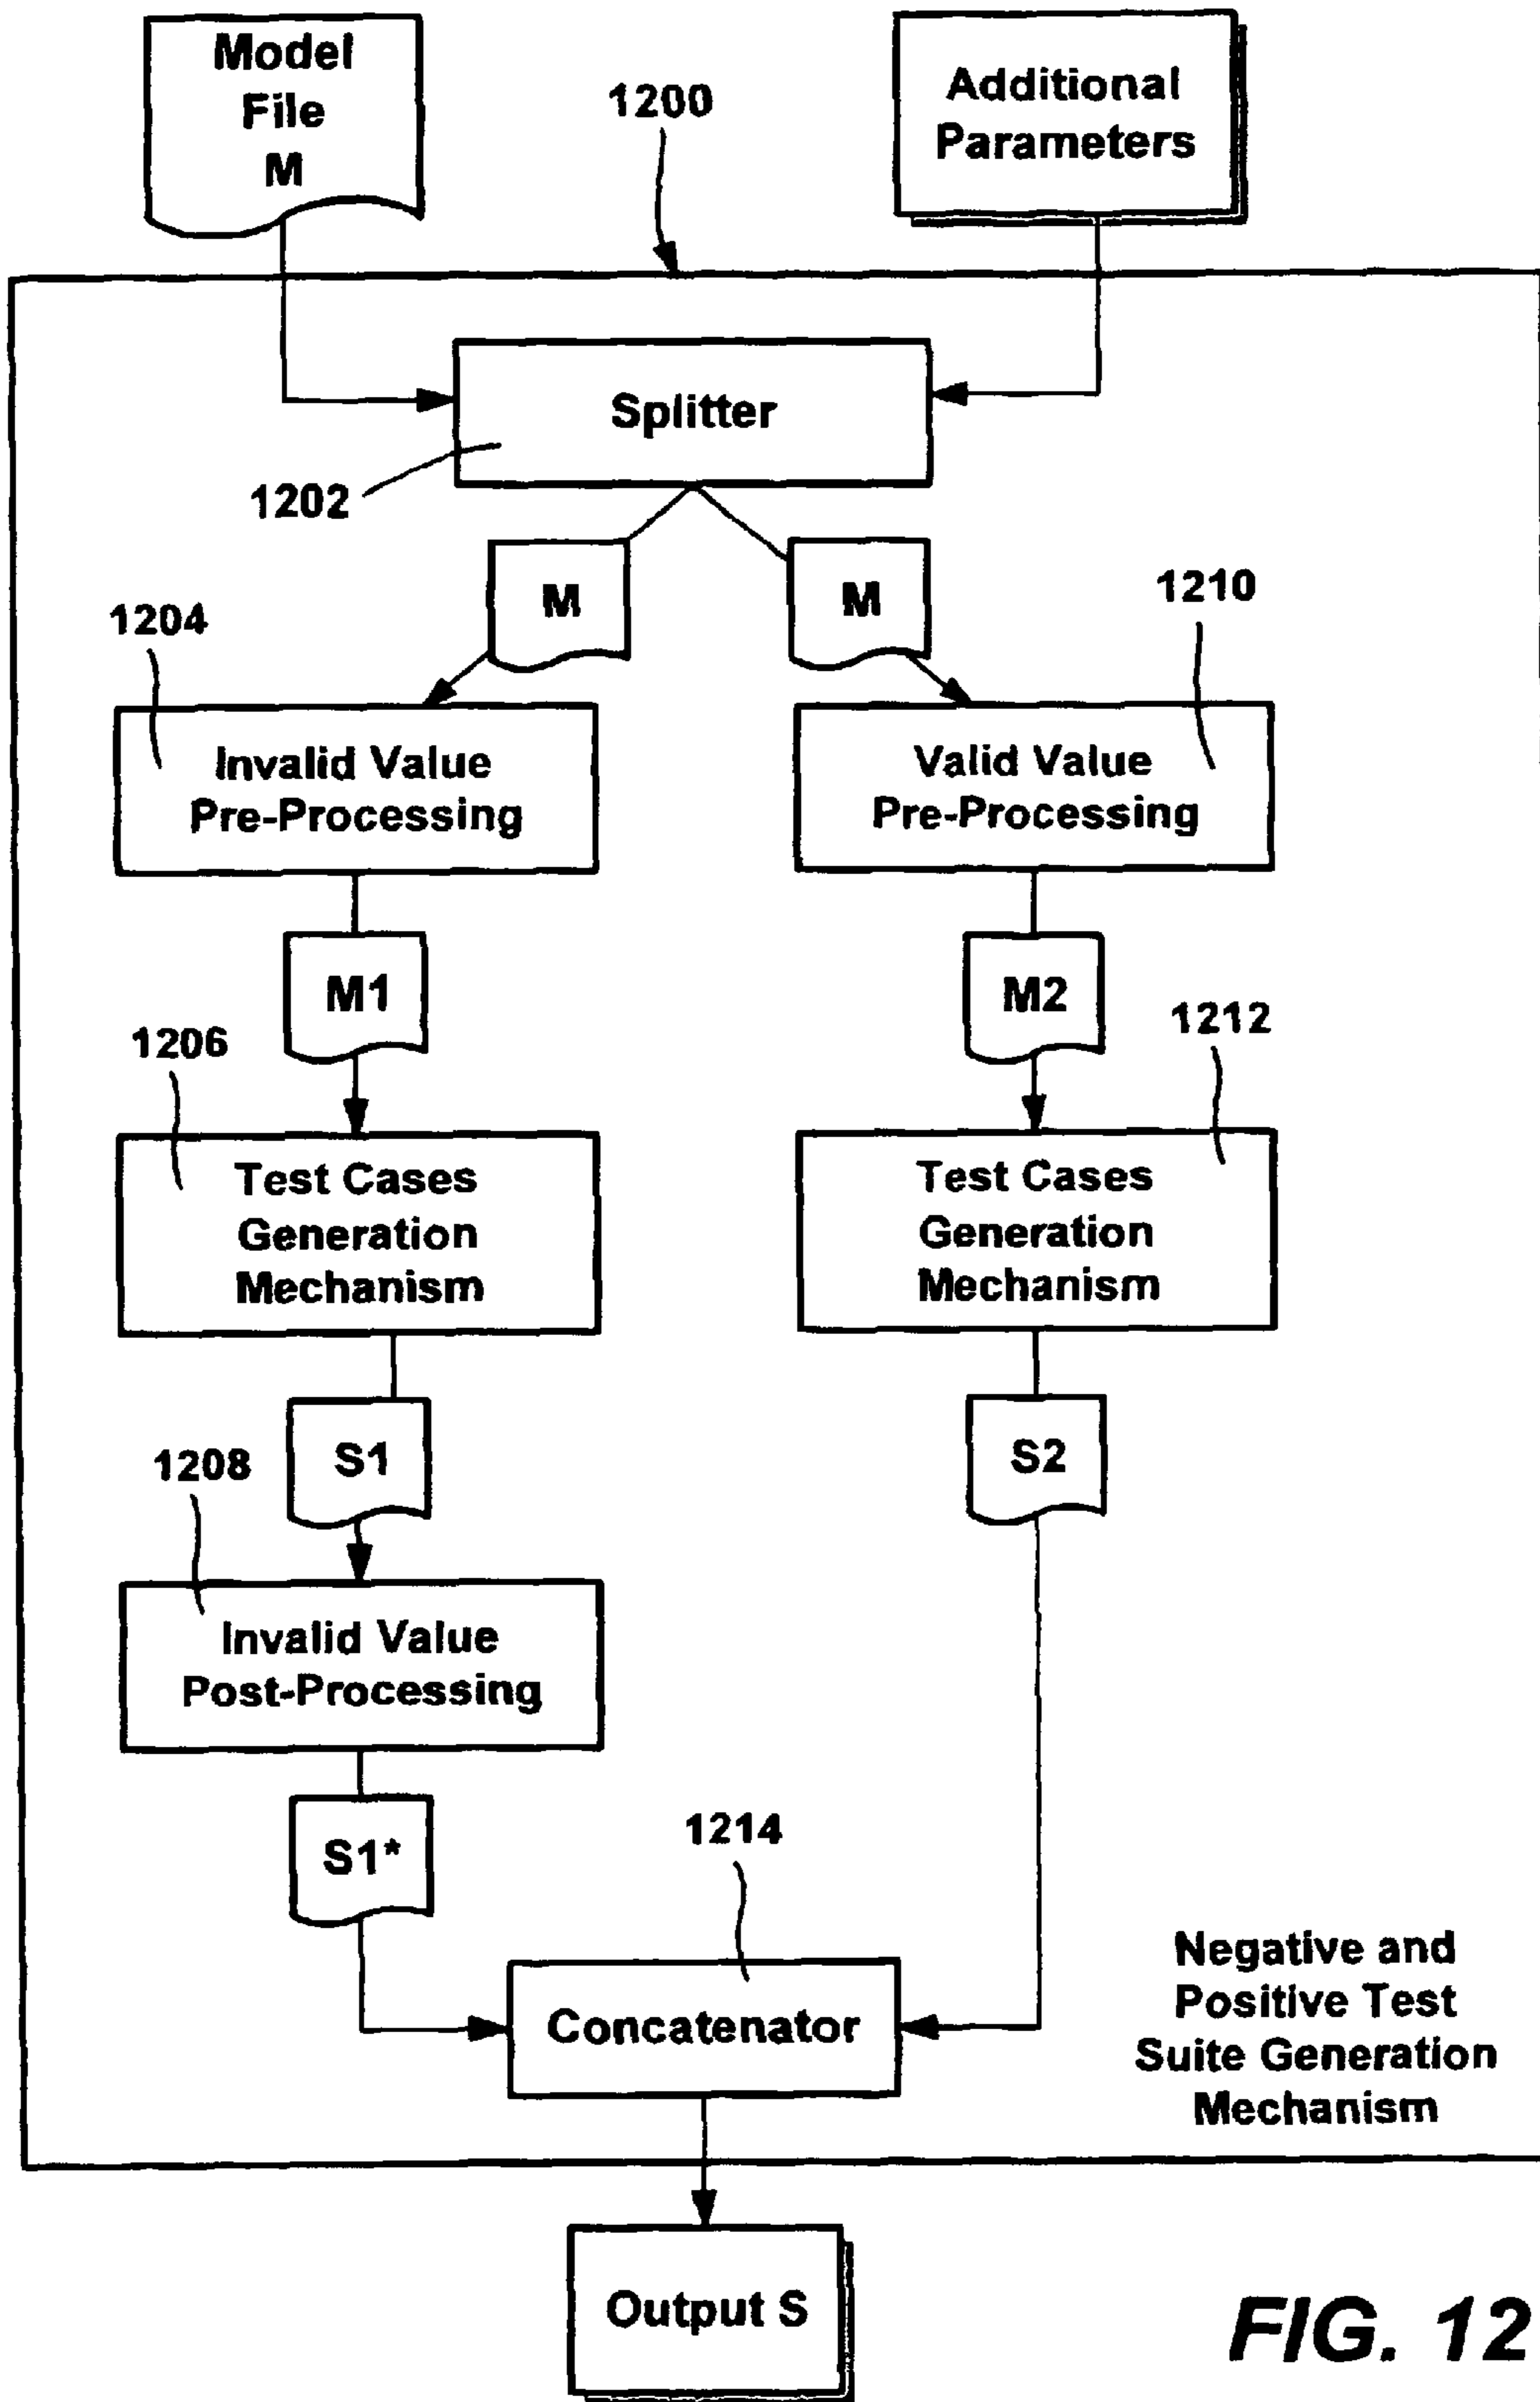 Model
File
M
1200
Additional
Parameters
Splitter
1202
M
M
1204
1210
Invalid Value
Pre-Processing
Valid Value
Pre-Processing
M1
M2
1206
1212
Test Cases
Generation
Mechanism
Test Cases
Generation
Mechanism
S1
S2
1208
Invalid Value
Post-Processing
S1*
1214
Concatenator
Negative and
Positive Test
Suite Generation
Mechanism
Output S
FIG. 12